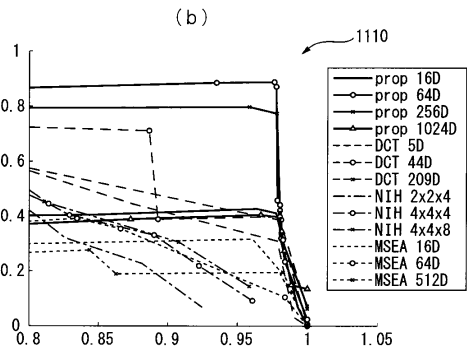 (b)
1110
1
0.8
0.6
0.4
0.2
0
0.8
0.85
0.9
0.95
1
1.05
prop 16D
prop 64D
prop 256D
prop 1024D
DCT 5D
DCT 44D
DCT 209D
NIH 2x2x4
NIH 4x4x4
NIH 4x4x8
MSEA 16D
MSEA 64D
MSEA 512D